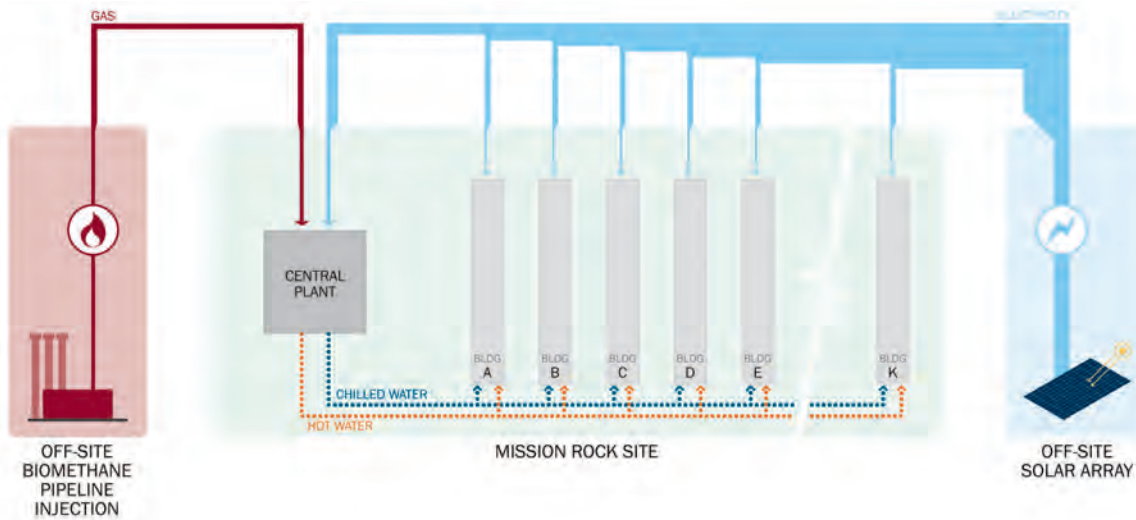 GAS
CENTRAL
PLANT
BLDG
A
BLDG
B
BLDG
C
BLDG
D
BLDG
E
BLDG
K
CHILLED WATER
HOT WATER
OFF-SITE
BIOMETHANE
PIPELINE
INJECTION
MISSION ROCK SITE
OFF-SITE
SOLAR ARRAY